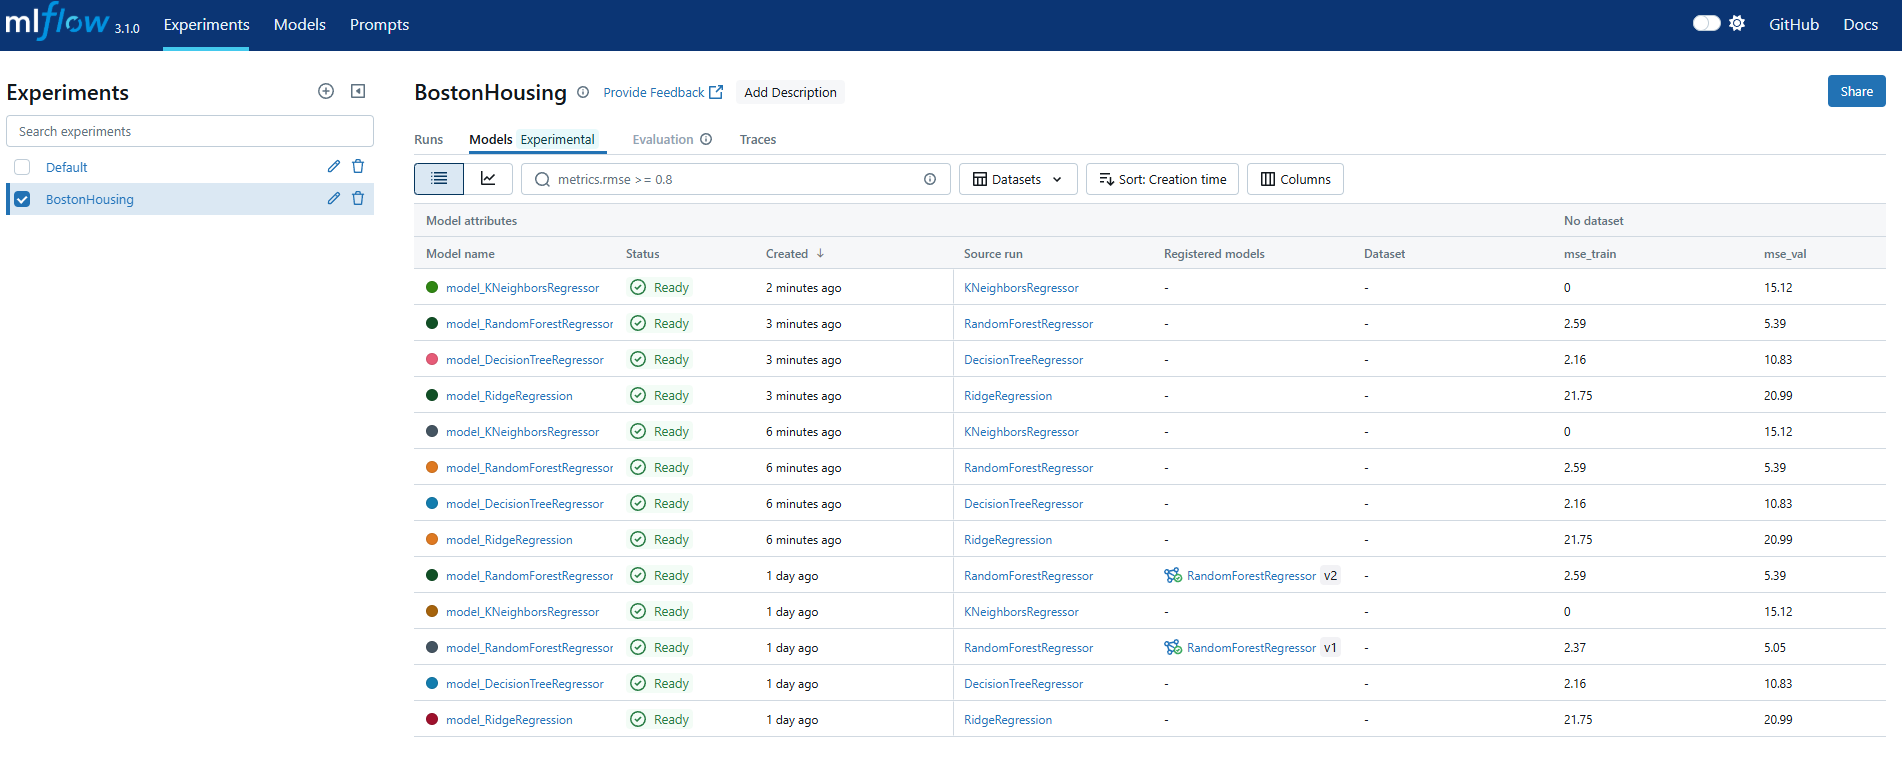 mlflow 3.1.0 Experiments Models Prompts GitHub Docs
Experiments
Search experiments
Default
BostonHousing
BostonHousing Provide Feedback Add Description Share
Runs Models Experimental Evaluation Traces
metrics.rmse >= 0.8 Datasets Sort: Creation time Columns
Model attributes No dataset
Model name Status Created Source run Registered models Dataset mse_train mse_val
model_KNeighborsRegressor Ready 2 minutes ago KNeighborsRegressor - - 0 15.12
model_RandomForestRegressor Ready 3 minutes ago RandomForestRegressor - - 2.59 5.39
model_DecisionTreeRegressor Ready 3 minutes ago DecisionTreeRegressor - - 2.16 10.83
model_RidgeRegression Ready 3 minutes ago RidgeRegression - - 21.75 20.99
model_KNeighborsRegressor Ready 6 minutes ago KNeighborsRegressor - - 0 15.12
model_RandomForestRegressor Ready 6 minutes ago RandomForestRegressor - - 2.59 5.39
model_DecisionTreeRegressor Ready 6 minutes ago DecisionTreeRegressor - - 2.16 10.83
model_RidgeRegression Ready 6 minutes ago RidgeRegression - - 21.75 20.99
model_RandomForestRegressor Ready 1 day ago RandomForestRegressor RandomForestRegressor v2 - 2.59 5.39
model_KNeighborsRegressor Ready 1 day ago KNeighborsRegressor - - 0 15.12
model_RandomForestRegressor Ready 1 day ago RandomForestRegressor RandomForestRegressor v1 - 2.37 5.05
model_DecisionTreeRegressor Ready 1 day ago DecisionTreeRegressor - - 2.16 10.83
model_RidgeRegression Ready 1 day ago RidgeRegression - - 21.75 20.99